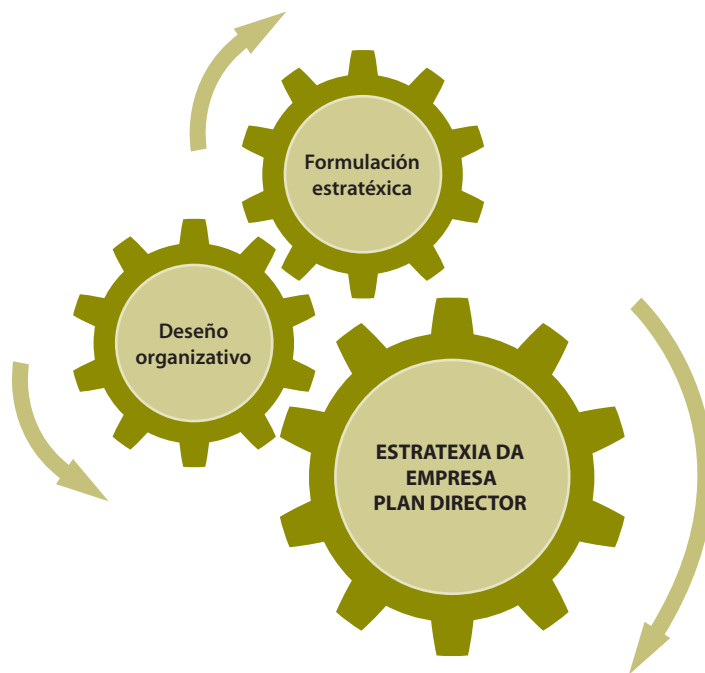 Formulación
estratéxica
Deseño
organizativo
ESTRATEXIA DA
EMPRESA
PLAN DIRECTOR